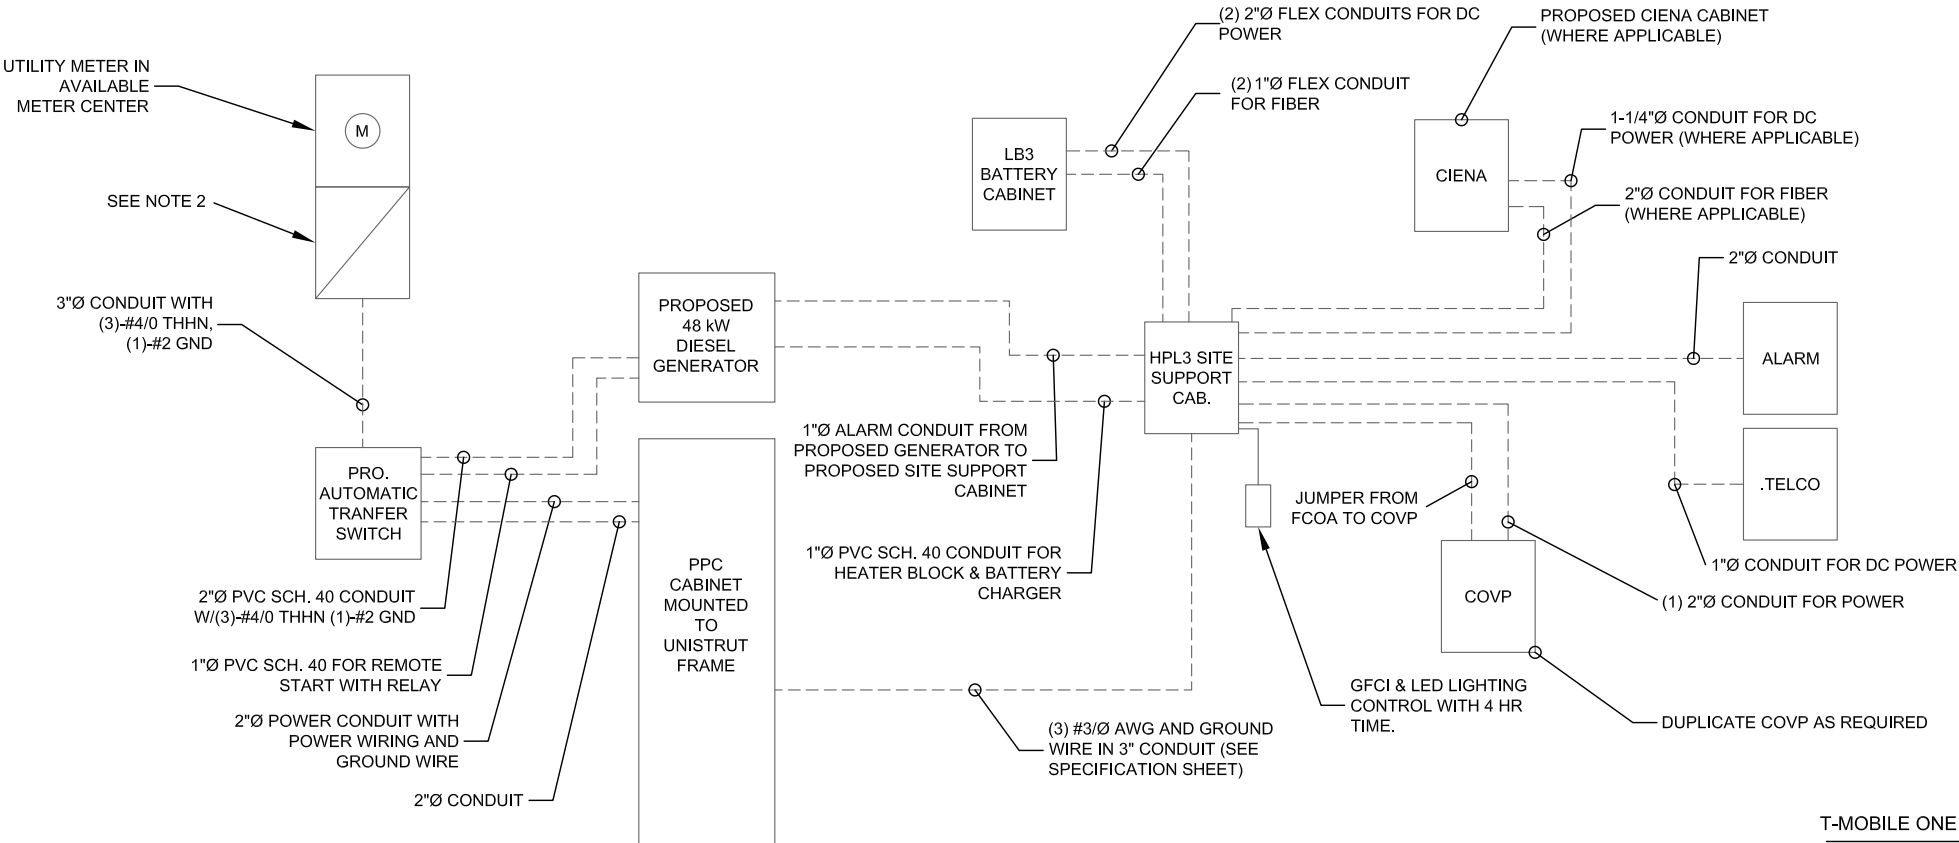 UTILITY METER IN
AVAILABLE
METER CENTER
M
SEE NOTE 2
3"Ø CONDUIT WITH
(3)-#4/0 THHN,
(1)-#2 GND
PRO.
AUTOMATIC
TRANFER
SWITCH
2"Ø PVC SCH. 40 CONDUIT
W/(3)-#4/0 THHN (1)-#2 GND
1"Ø PVC SCH. 40 FOR REMOTE
START WITH RELAY
2"Ø POWER CONDUIT WITH
POWER WIRING AND
GROUND WIRE
2"Ø CONDUIT
PROPOSED
48 kW
DIESEL
GENERATOR
PPC
CABINET
MOUNTED
TO
UNISTRUT
FRAME
1"Ø ALARM CONDUIT FROM
PROPOSED GENERATOR TO
PROPOSED SITE SUPPORT
CABINET
1"Ø PVC SCH. 40 CONDUIT FOR
HEATER BLOCK & BATTERY
CHARGER
(3) #3/Ø AWG AND GROUND
WIRE IN 3" CONDUIT (SEE
SPECIFICATION SHEET)
LB3
BATTERY
CABINET
(2) 2"Ø FLEX CONDUITS FOR DC
POWER
(2) 1"Ø FLEX CONDUIT
FOR FIBER
HPL3 SITE
SUPPORT
CAB.
PROPOSED CIENA CABINET
(WHERE APPLICABLE)
CIENA
1-1/4"Ø CONDUIT FOR DC
POWER (WHERE APPLICABLE)
2"Ø CONDUIT FOR FIBER
(WHERE APPLICABLE)
2"Ø CONDUIT
ALARM
.TELCO
1"Ø CONDUIT FOR DC POWER
JUMPER FROM
FCOA TO COVP
COVP
(1) 2"Ø CONDUIT FOR POWER
GFCI & LED LIGHTING
CONTROL WITH 4 HR
TIME.
DUPLICATE COVP AS REQUIRED
T-MOBILE ONE